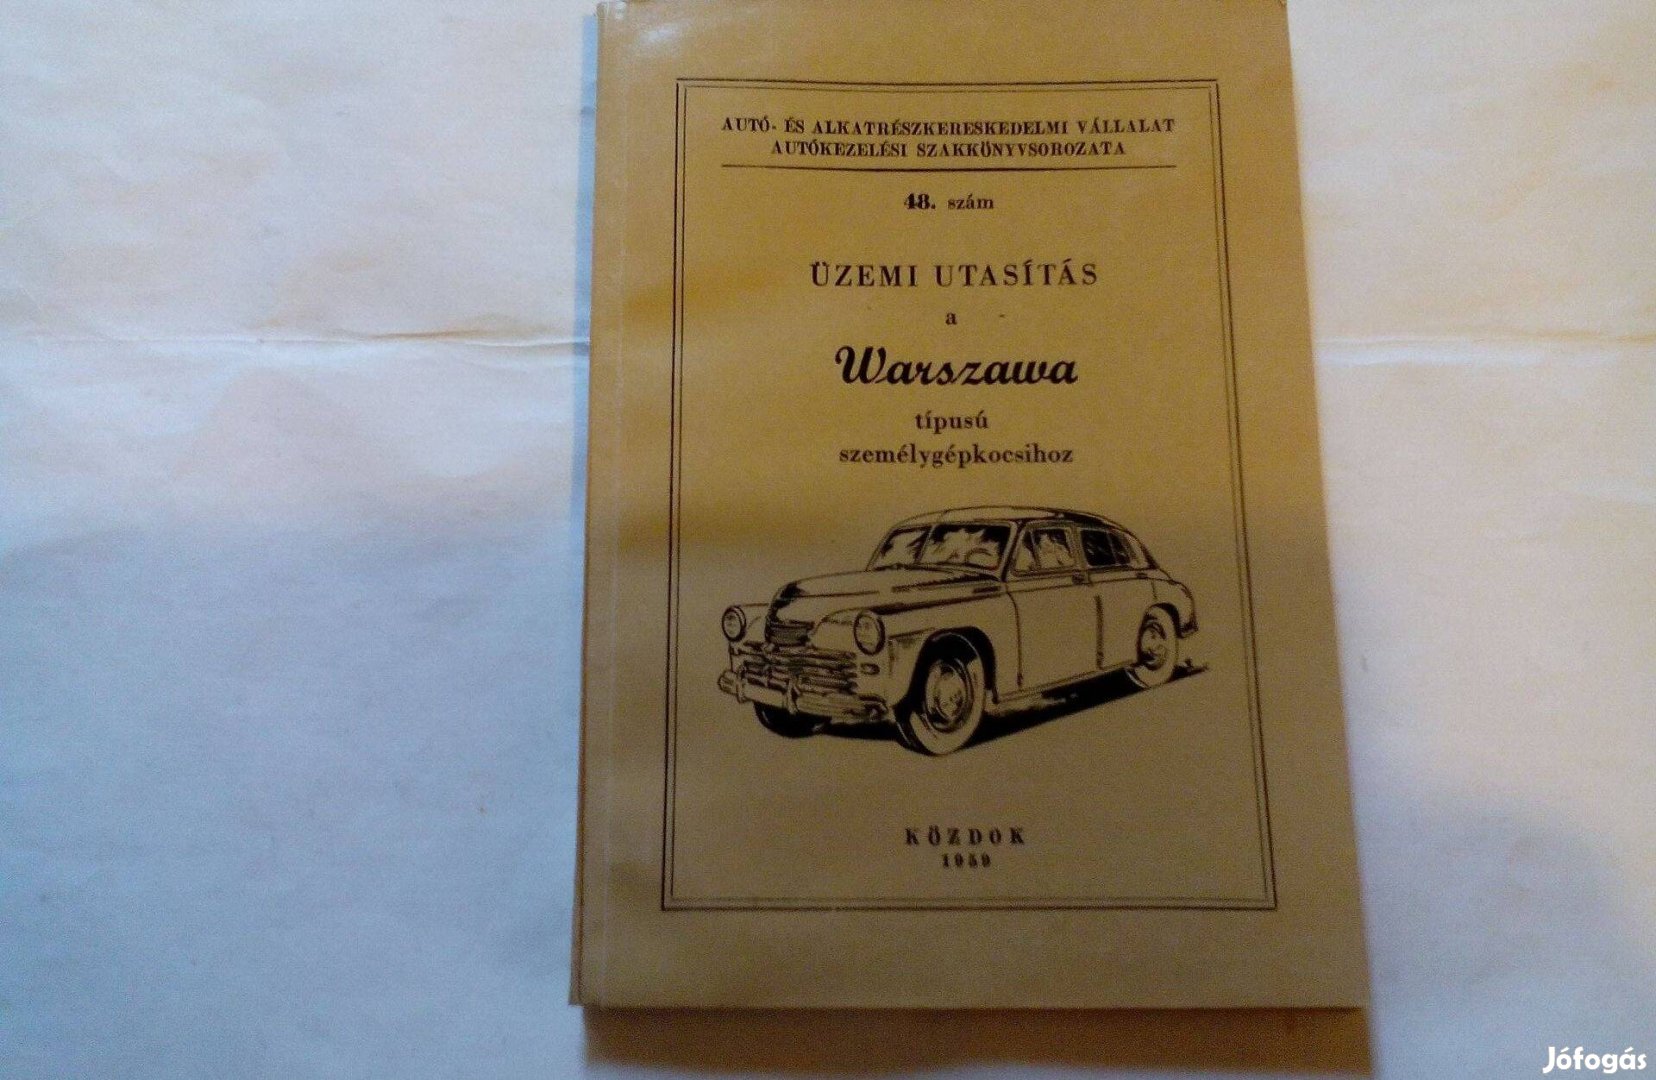 AUTÓ- ÉS ALKATRÉSZKERESKEDELMI VÁLLALAT
AUTÓKEZELÉSI SZAKKÖNYVSOROZATA
48. szám
ÜZEMI UTASÍTÁS
a
Warszawa
típusú
személygépkocsihoz
KÖZDOK
1959
Jófogás